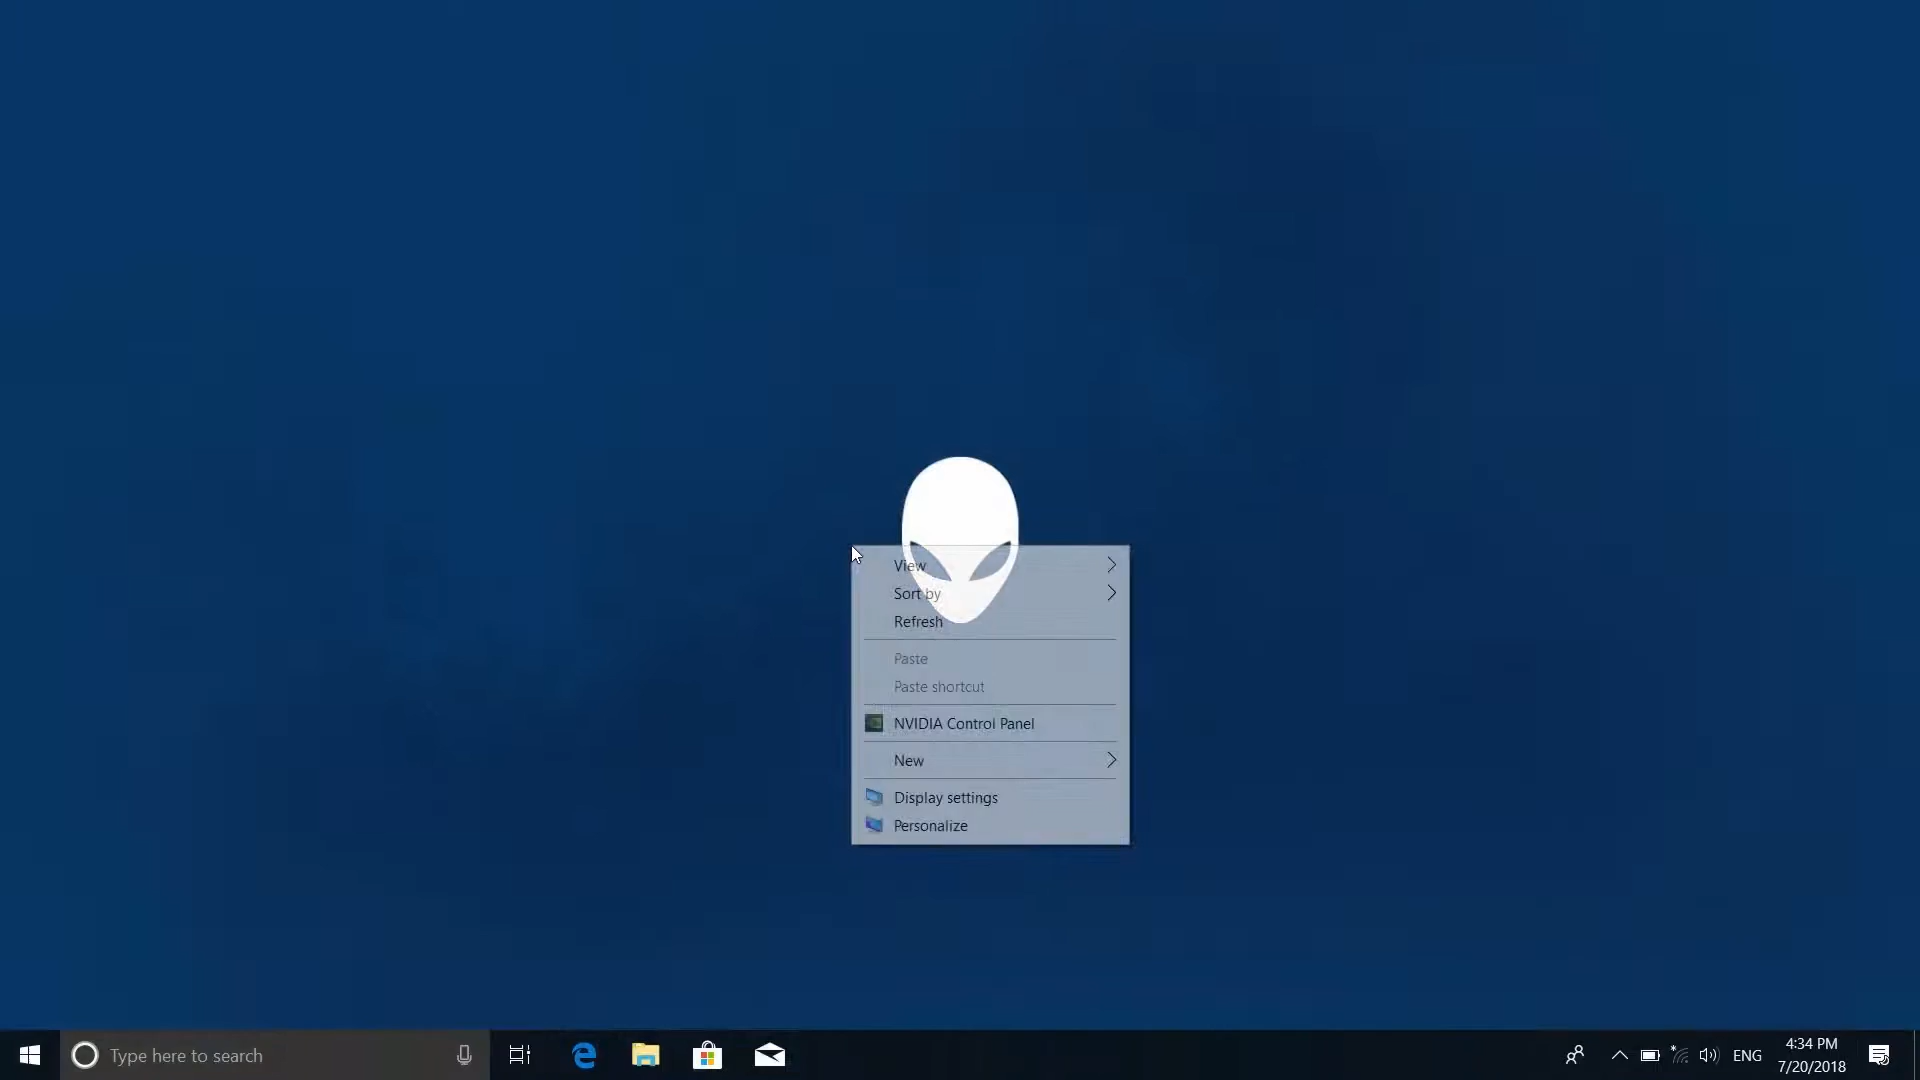 View
Sort by
Refresh
Paste
Paste shortcut
NVIDIA Control Panel
New
Display settings
Personalize
Type here to search
ENG
4:34 PM
7/20/2018